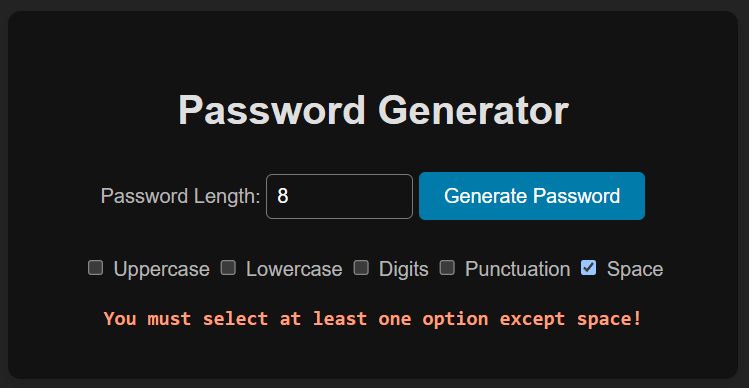 Password Generator
Password Length: 8 Generate Password
Uppercase Lowercase Digits Punctuation Space
You must select at least one option except space!